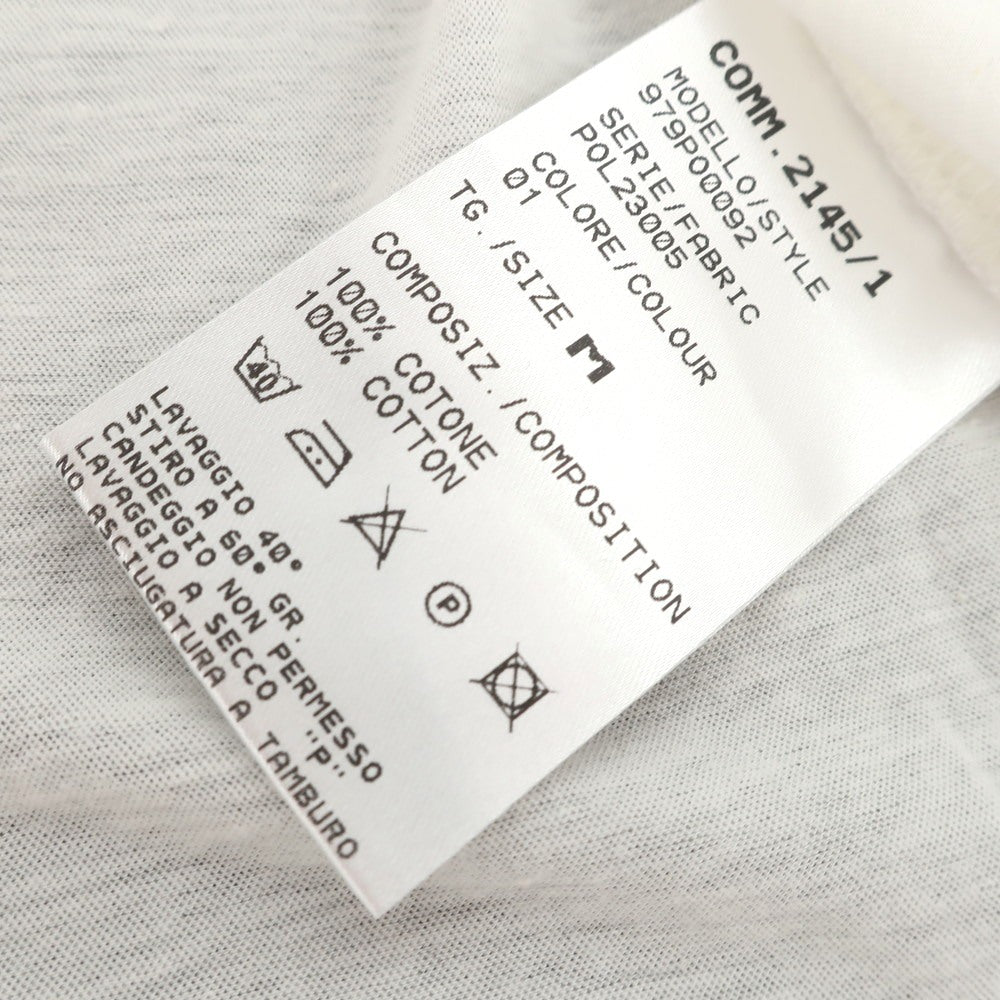 COMM.2145/1
MODELLO/STYLE
979P00092
SERIE/FABRIC
POL23005
COLORE/COLOUR
01
TG./SIZE M
COMPOSIZ./COMPOSITION
100% COTONE
100% COTTON
40
P
LAVAGGIO 40°
STIRO A 60° GR.
CANDEGGIO NON PERMESSO
LAVAGGIO A SECCO "P"
NO ASCIUGATURA A TAMBURO